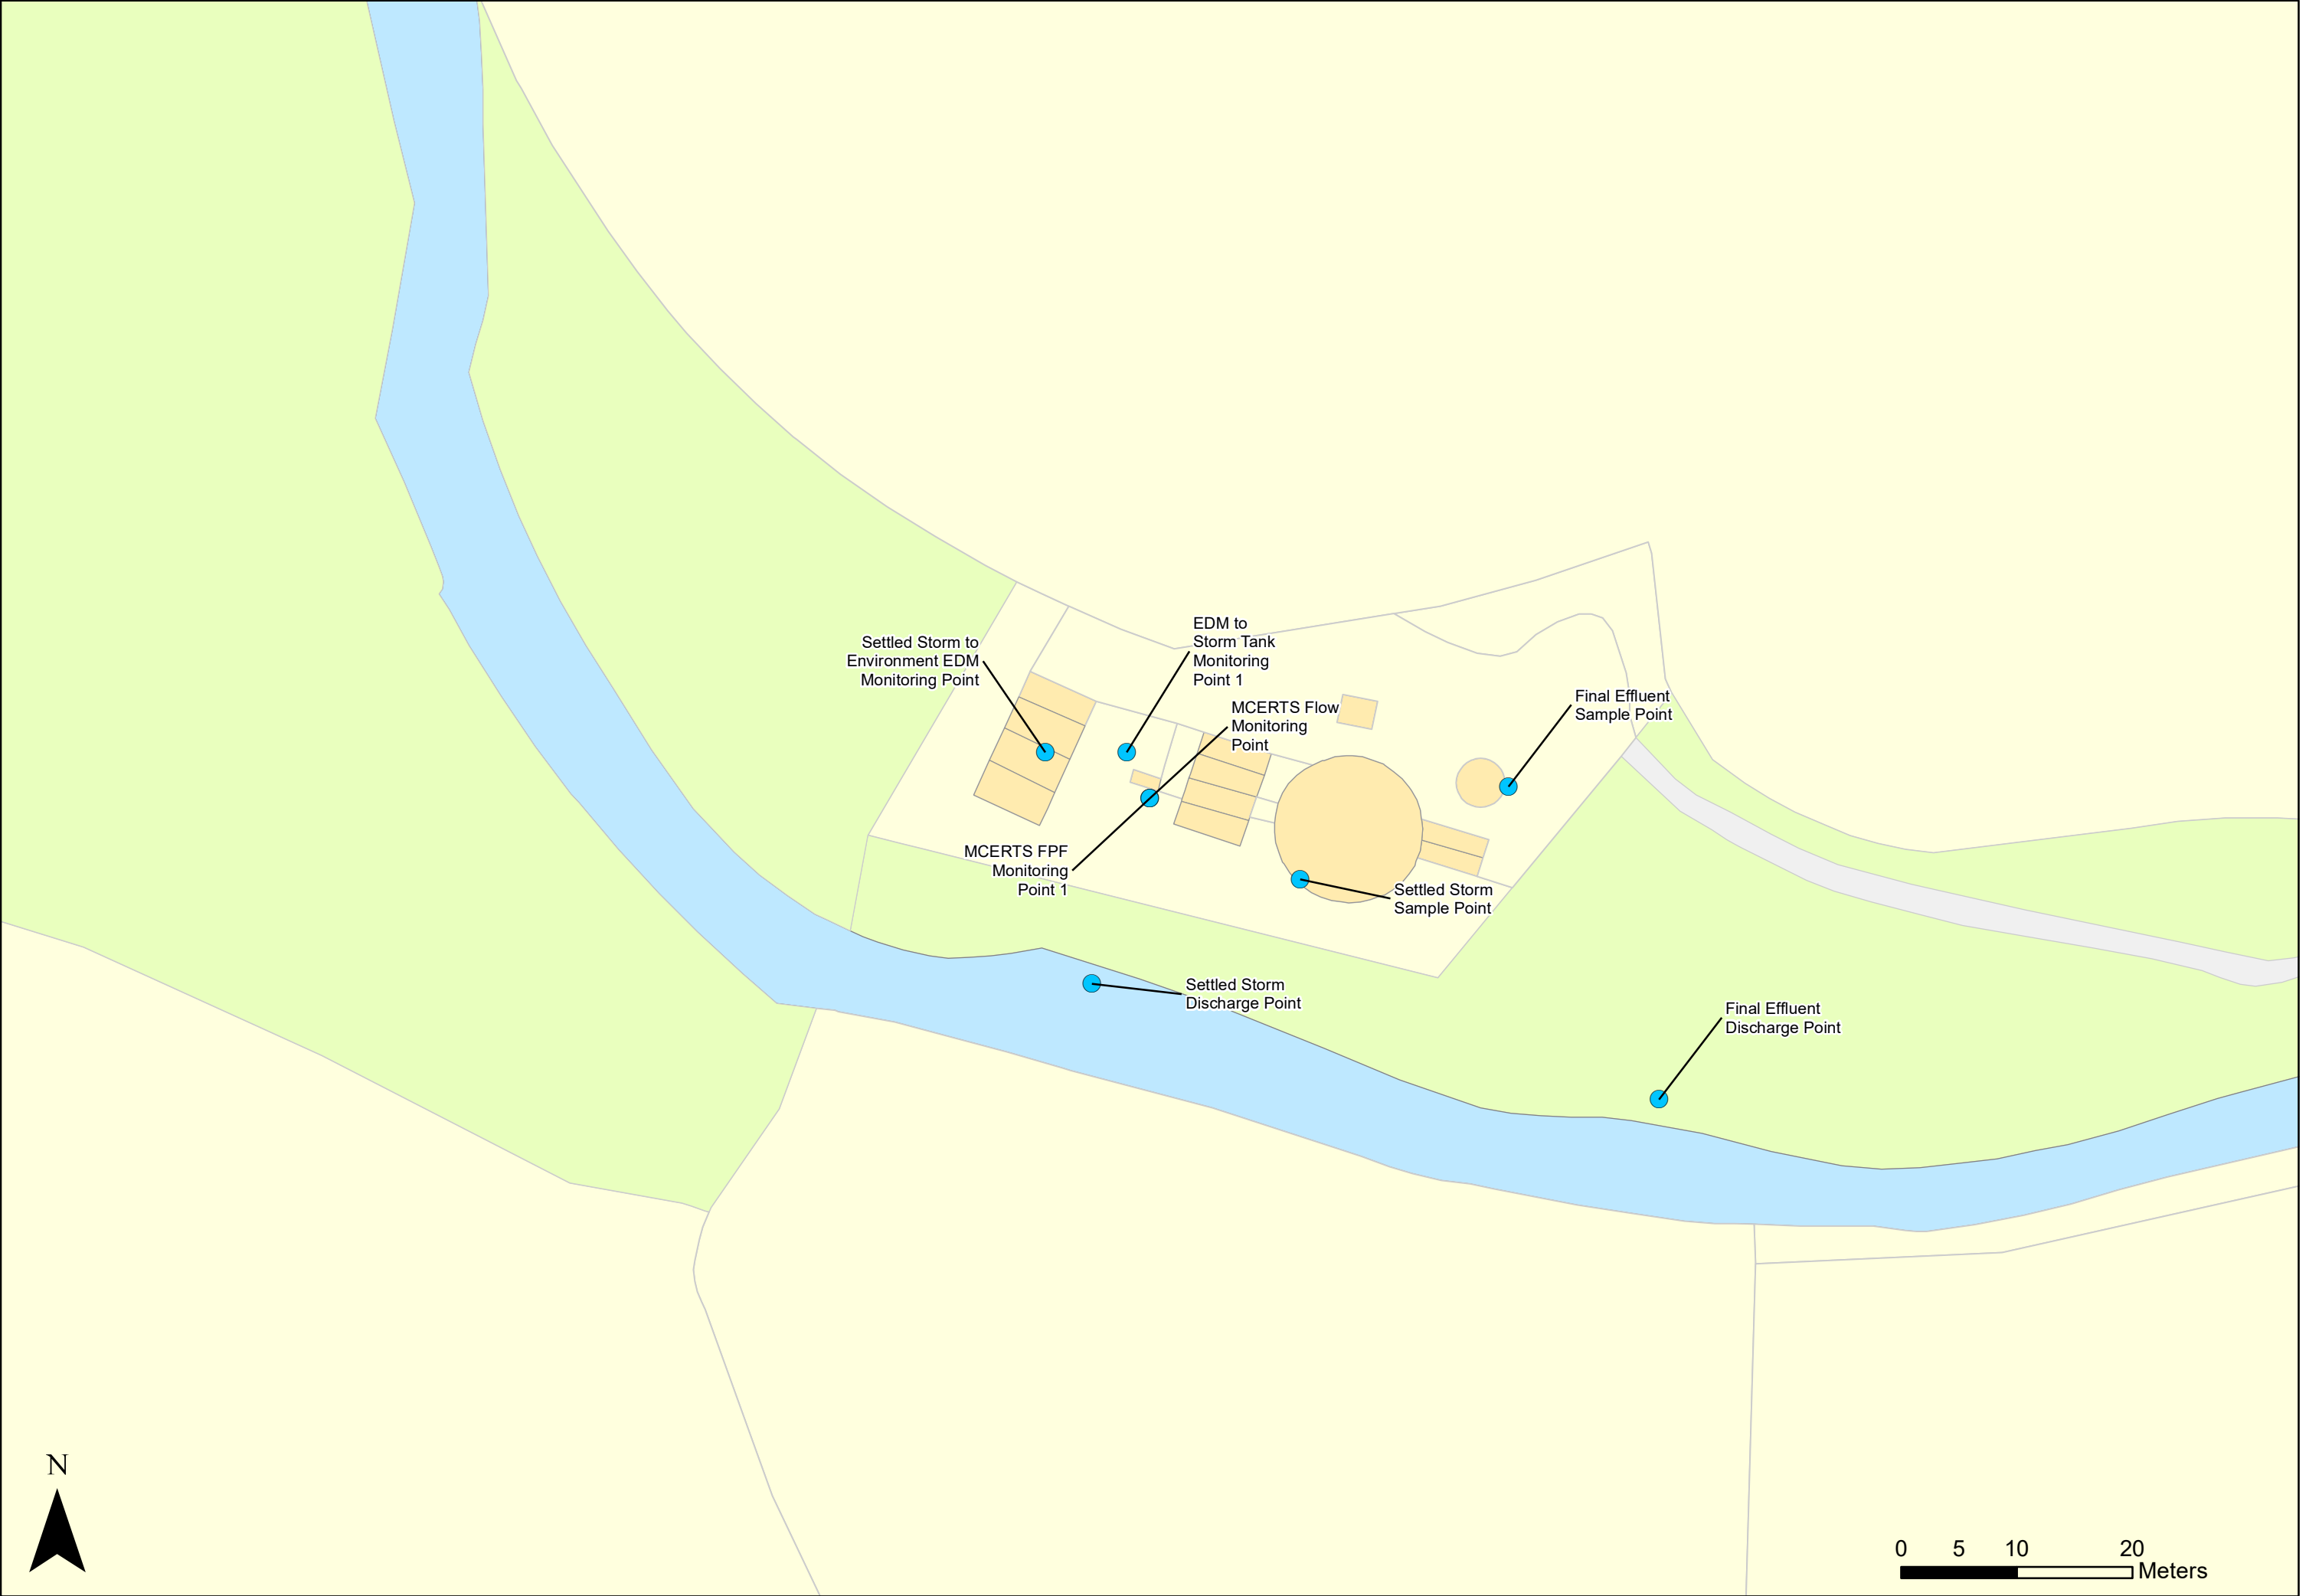 EDM to
Storm Tank
Monitoring
Point 1
Settled Storm to
Environment EDM
Monitoring Point
MCERTS Flow
Monitoring
Point
Final Effluent
Sample Point
MCERTS FPF
Monitoring
Point 1
Settled Storm
Sample Point
Settled Storm
Discharge Point
Final Effluent
Discharge Point
N
0 5 10 20
Meters